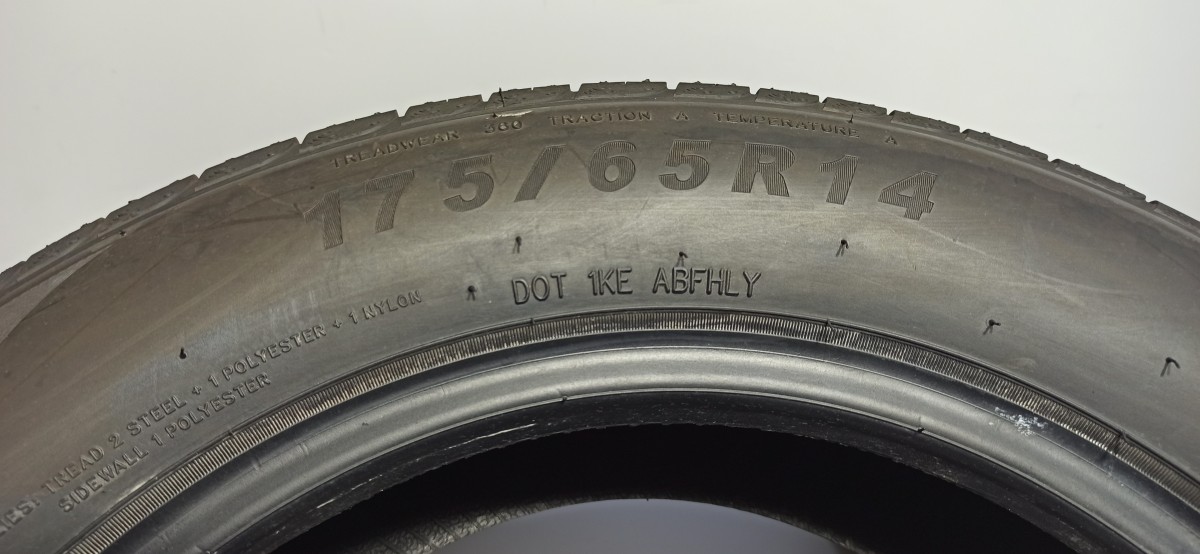 TREADWEAR 380 TRACTION A TEMPERATURE A
175/65R14
DOT 1KE ABFHLY
TREAD 2 STEEL + 1 POLYESTER + 1 NYLON
SIDEWALL 1 POLYESTER